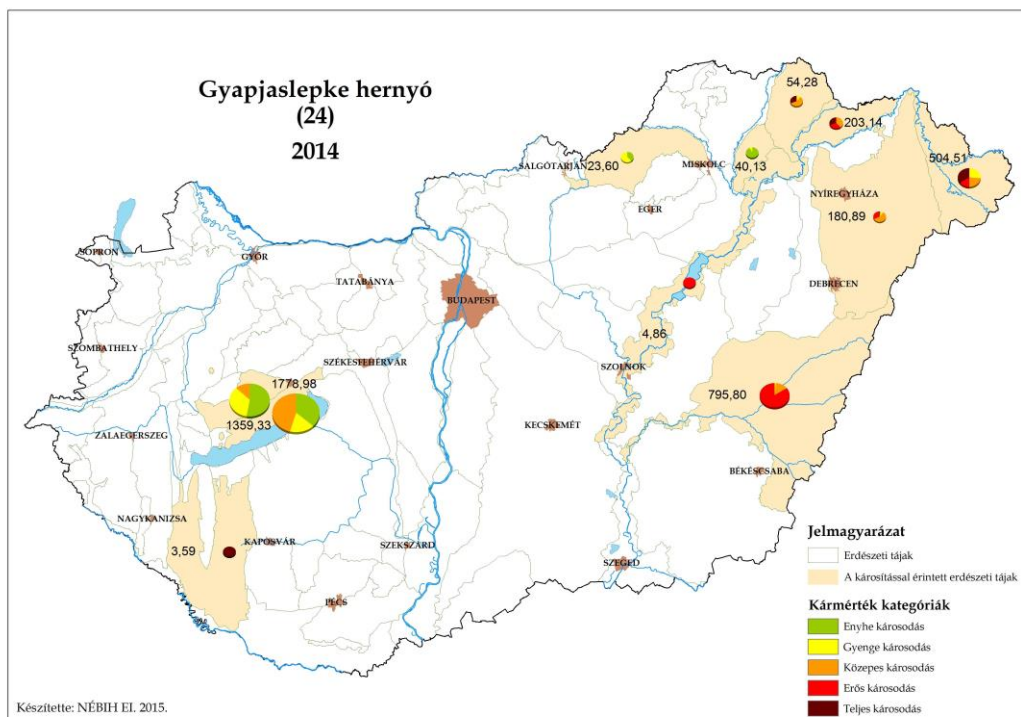 Gyapjaslepke hernyó
(24)
2014
54,28
203,14
504,51
SALGÓTARJÁN
23,60
MISKOLC
40,13
NYÍREGYHÁZA
180,89
EGER
SOPRON
GYŐR
TATABÁNYA
BUDAPEST
DEBRECEN
4,86
SZOMBATHELY
SZÉKESFEHÉRVÁR
SZOLNOK
1778,98
795,80
1359,33
ZALAEGERSZEG
KECSKEMÉT
BÉKÉSCSABA
NAGYKANIZSA
3,59
KAPOSVÁR
SZEKSZÁRD
SZEGED
PÉCS
Jelmagyarázat
Erdészeti tájak
A károsítással érintett erdészeti tájak
Kármérték kategóriák
Enyhe károsodás
Gyenge károsodás
Közepes károsodás
Erős károsodás
Teljes károsodás
Készítette: NÉBIH EI. 2015.